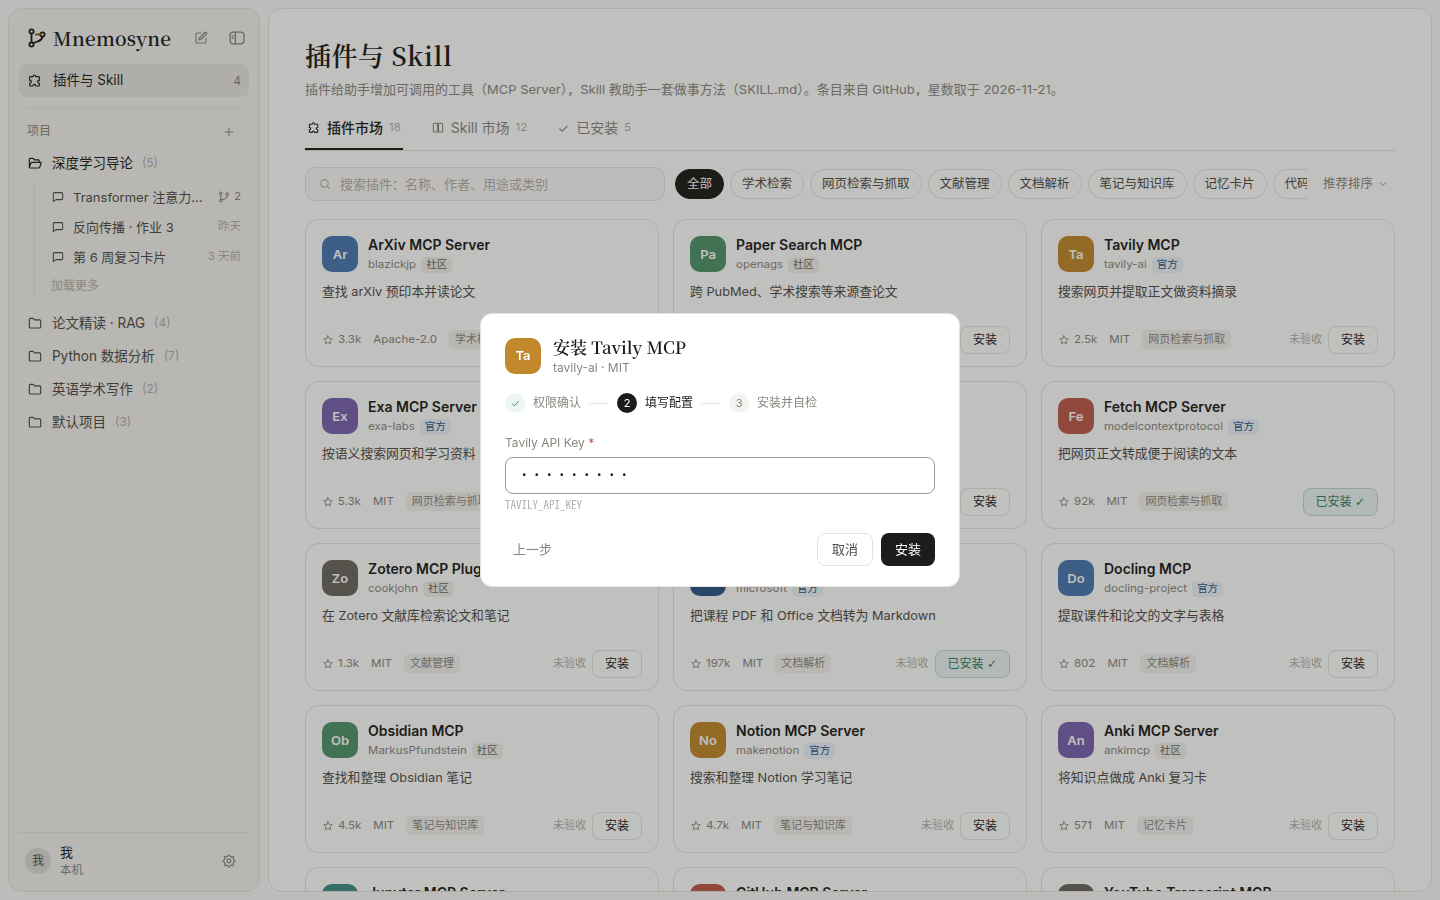 Mnemosyne
插件与 Skill 4
项目
深度学习导论 (5)
Transformer 注意力... 2
反向传播 · 作业 3 昨天
第 6 周复习卡片 3 天前
加载更多
论文精读 · RAG (4)
Python 数据分析 (7)
英语学术写作 (2)
默认项目 (3)
我 我
本机
插件与 Skill
插件给助手增加可调用的工具（MCP Server），Skill 教助手一套做事方法（SKILL.md）。条目来自 GitHub，星数取于 2026-11-21。
插件市场 18 Skill 市场 12 已安装 5
搜索插件：名称、作者、用途或类别 全部 学术检索 网页检索与抓取 文献管理 文档解析 笔记与知识库 记忆卡片 代码 推荐排序
Ar ArXiv MCP Server
blazickjp 社区
查找 arXiv 预印本并读论文
3.3k Apache-2.0 学术
Pa Paper Search MCP
openags 社区
跨 PubMed、学术搜索等来源查论文
安装
Ta Tavily MCP
tavily-ai 官方
搜索网页并提取正文做资料摘录
2.5k MIT 网页检索与抓取 未验收 安装
Ex Exa MCP Server
exa-labs 官方
按语义搜索网页和学习资料
5.3k MIT 网页检索与抓
安装
Fe Fetch MCP Server
modelcontextprotocol 官方
把网页正文转成便于阅读的文本
92k MIT 网页检索与抓取 已安装 ✓
Ta 安装 Tavily MCP
tavily-ai · MIT
权限确认 2 填写配置 3 安装并自检
Tavily API Key *
•••••••••
TAVILY_API_KEY
上一步 取消 安装
Zo Zotero MCP Plug
cookjohn 社区
在 Zotero 文献库检索论文和笔记
1.3k MIT 文献管理 未验收 安装
microsoft 官方
把课程 PDF 和 Office 文档转为 Markdown
197k MIT 文档解析 未验收 已安装 ✓
Do Docling MCP
docling-project 官方
提取课件和论文的文字与表格
802 MIT 文档解析 未验收 安装
Ob Obsidian MCP
MarkusPfundstein 社区
查找和整理 Obsidian 笔记
4.5k MIT 笔记与知识库 未验收 安装
No Notion MCP Server
makenotion 官方
搜索和整理 Notion 学习笔记
4.7k MIT 笔记与知识库 未验收 安装
An Anki MCP Server
ankimcp 社区
将知识点做成 Anki 复习卡
571 MIT 记忆卡片 未验收 安装
Jupyter MCP Server
GitHub MCP Server
YouTube Transcript MCP